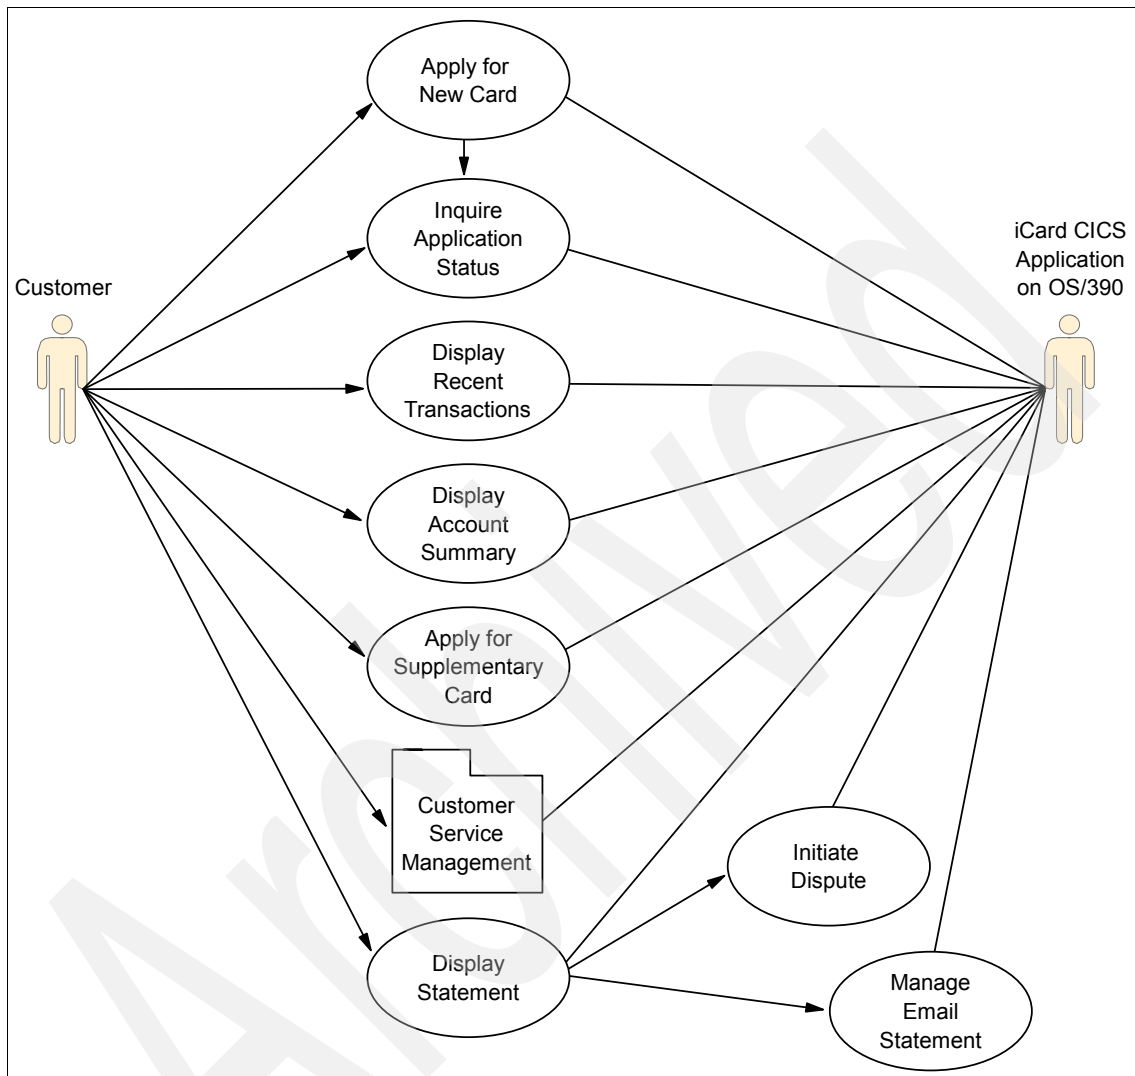 Apply for
New Card
Inquire
Application
Status
iCard CICS
Application
on OS/390
Customer
Display
Recent
Transactions
Display
Account
Summary
Apply for
Supplementary
Card
Customer
Service
Management
Initiate
Dispute
Display
Statement
Manage
Email
Statement
Archived